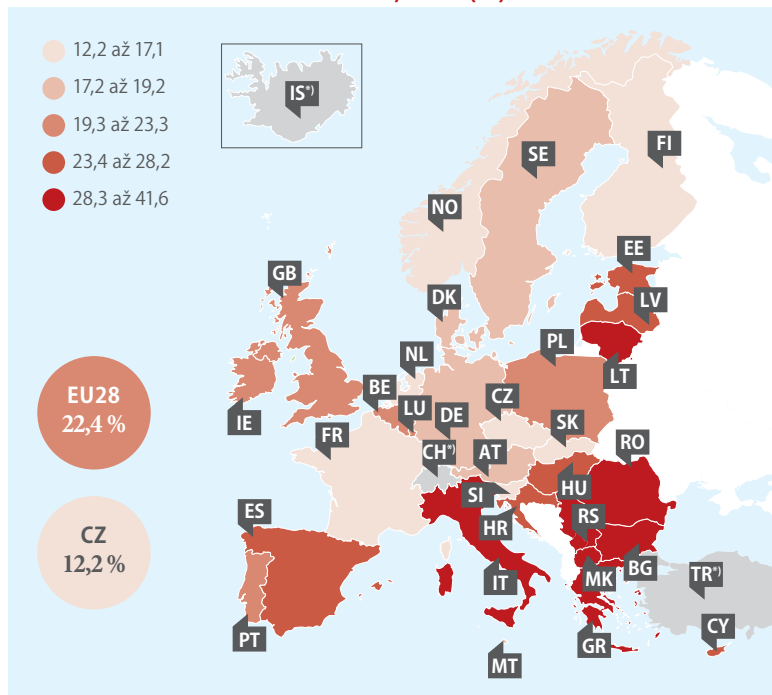 12,2 až 17,1
17,2 až 19,2
19,3 až 23,3
23,4 až 28,2
28,3 až 41,6
IS*)
FI
SE
NO
EE
GB
LV
DK
PL
NL
LT
BE
CZ
EU28
22,4 %
LU
DE
IE
FR
SK
RO
CH*)
AT
SI
HU
ES
RS
HR
CZ
12,2 %
IT
MK
BG
TR*)
PT
GR
CY
MT